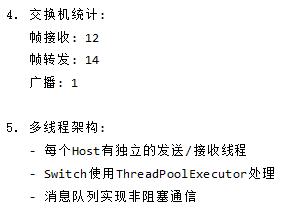 4. 交换机统计:
帧接收: 12
帧转发: 14
广播: 1
5. 多线程架构:
- 每个Host有独立的发送/接收线程
- Switch使用ThreadPoolExecutor处理
- 消息队列实现非阻塞通信